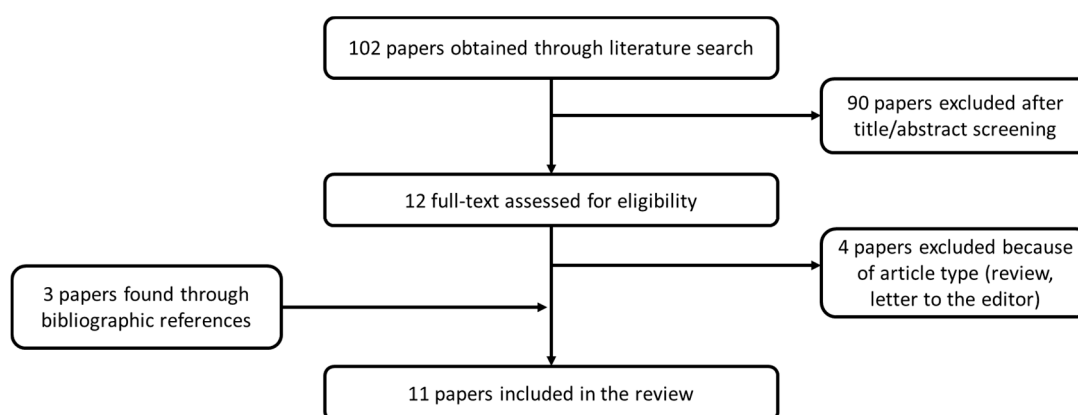 102 papers obtained through literature search
90 papers excluded after
title/abstract screening
12 full-text assessed for eligibility
4 papers excluded because
of article type (review,
letter to the editor)
3 papers found through
bibliographic references
11 papers included in the review